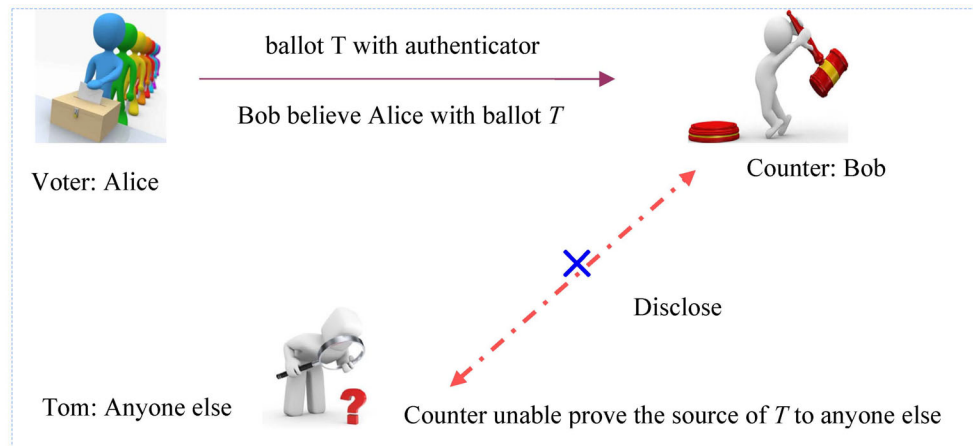 ballot T with authenticator
Bob believe Alice with ballot T
Voter: Alice
Counter: Bob
Disclose
Tom: Anyone else
Counter unable prove the source of T to anyone else